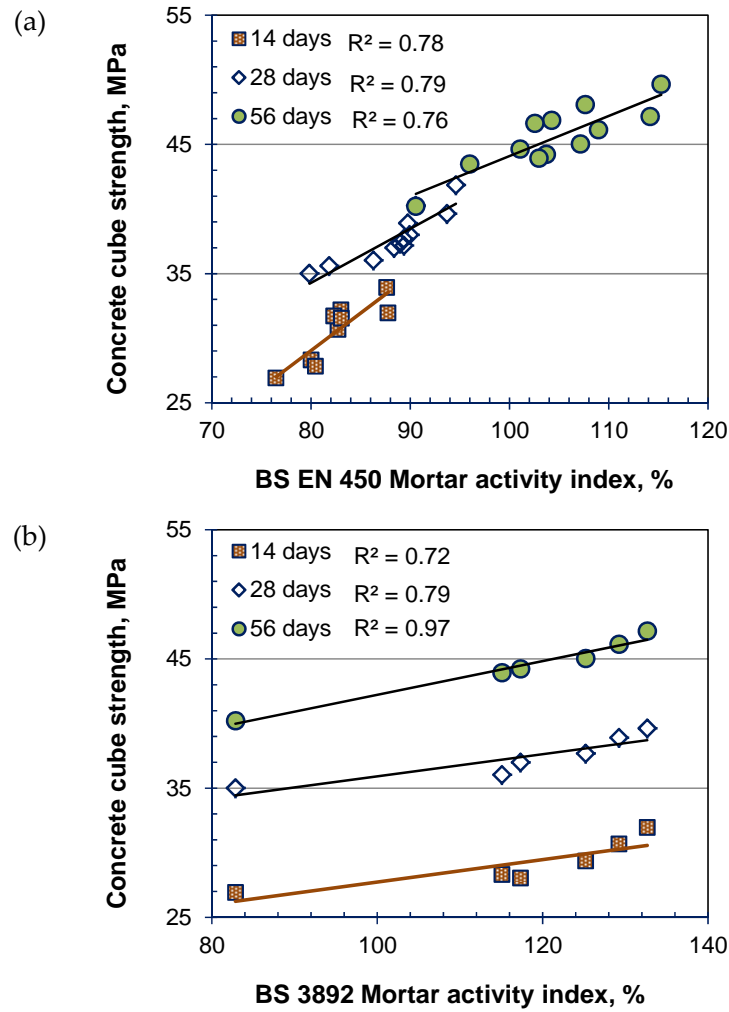 (a)
55
14 days R² = 0.78
28 days R² = 0.79
56 days R² = 0.76
45
35
25
Concrete cube strength, MPa
70 80 90 100 110 120
BS EN 450 Mortar activity index, %
(b)
55
14 days R² = 0.72
28 days R² = 0.79
56 days R² = 0.97
45
35
25
Concrete cube strength, MPa
80 100 120 140
BS 3892 Mortar activity index, %